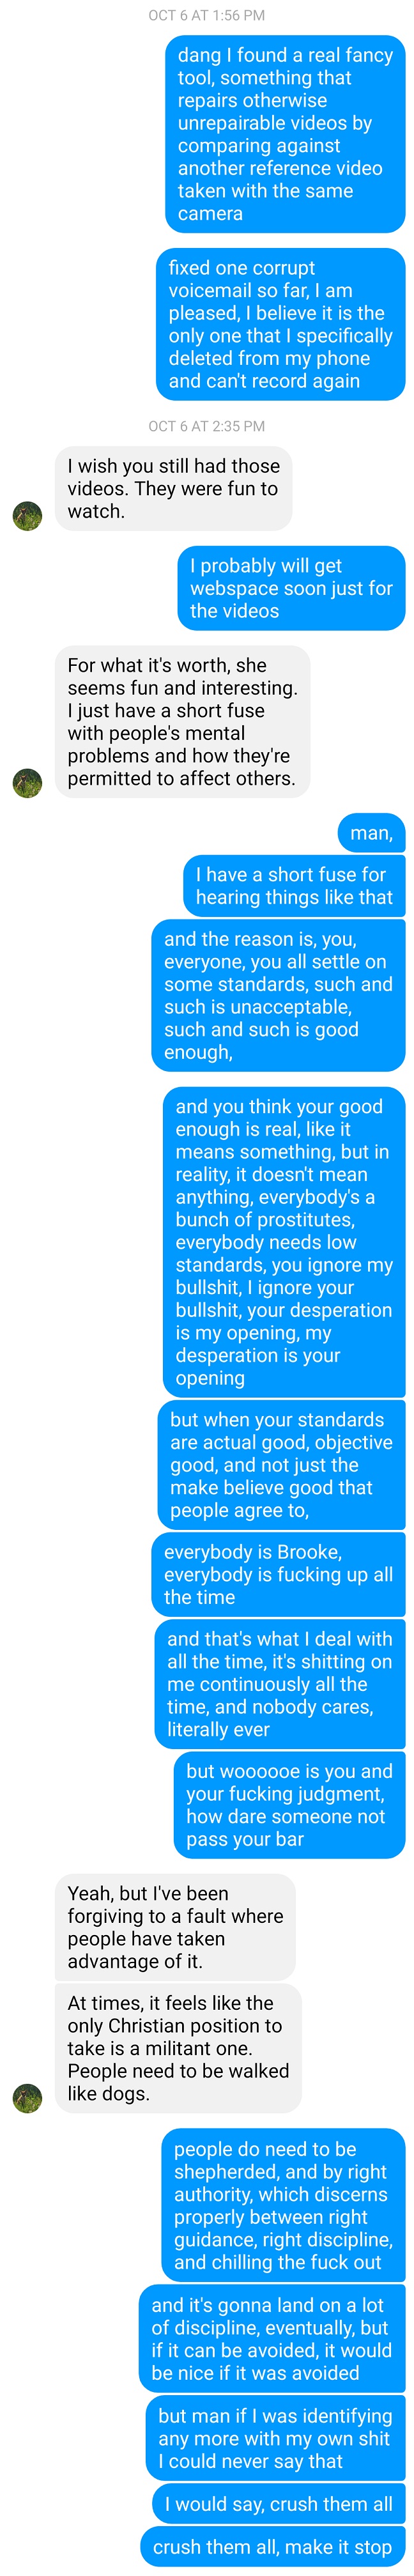 OCT 6 AT 1:56 PM
dang I found a real fancy
tool, something that
repairs otherwise
unrepairable videos by
comparing against
another reference video
taken with the same
camera
fixed one corrupt
voicemail so far, I am
pleased, I believe it is the
only one that I specifically
deleted from my phone
and can't record again
OCT 6 AT 2:35 PM
I wish you still had those
videos. They were fun to
watch.
I probably will get
webspace soon just for
the videos
For what it's worth, she
seems fun and interesting.
I just have a short fuse
with people's mental
problems and how they're
permitted to affect others.
man,
I have a short fuse for
hearing things like that
and the reason is, you,
everyone, you all settle on
some standards, such and
such is unacceptable,
such and such is good
enough,
and you think your good
enough is real, like it
means something, but in
reality, it doesn't mean
anything, everybody's a
bunch of prostitutes,
everybody needs low
standards, you ignore my
bullshit, I ignore your
bullshit, your desperation
is my opening, my
desperation is your
opening
but when your standards
are actual good, objective
good, and not just the
make believe good that
people agree to,
everybody is Brooke,
everybody is fucking up all
the time
and that's what I deal with
all the time, it's shitting on
me continuously all the
time, and nobody cares,
literally ever
but woooooe is you and
your fucking judgment,
how dare someone not
pass your bar
Yeah, but I've been
forgiving to a fault where
people have taken
advantage of it.
At times, it feels like the
only Christian position to
take is a militant one.
People need to be walked
like dogs.
people do need to be
shepherded, and by right
authority, which discerns
properly between right
guidance, right discipline,
and chilling the fuck out
and it's gonna land on a lot
of discipline, eventually, but
if it can be avoided, it would
be nice if it was avoided
but man if I was identifying
any more with my own shit
I could never say that
I would say, crush them all
crush them all, make it stop